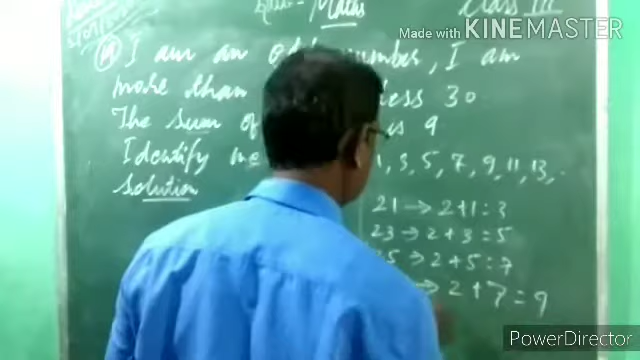 Maths
Class III
Made with KINEMASTER
I am an odd number, I am
more than less 30
The sum of is 9
Identify me 1, 3, 5, 7, 9, 11, 13, ..
solution
21 → 2+1=3
23 → 2+3=5
25 → 2+5=7
→ 2+7=9
PowerDirector